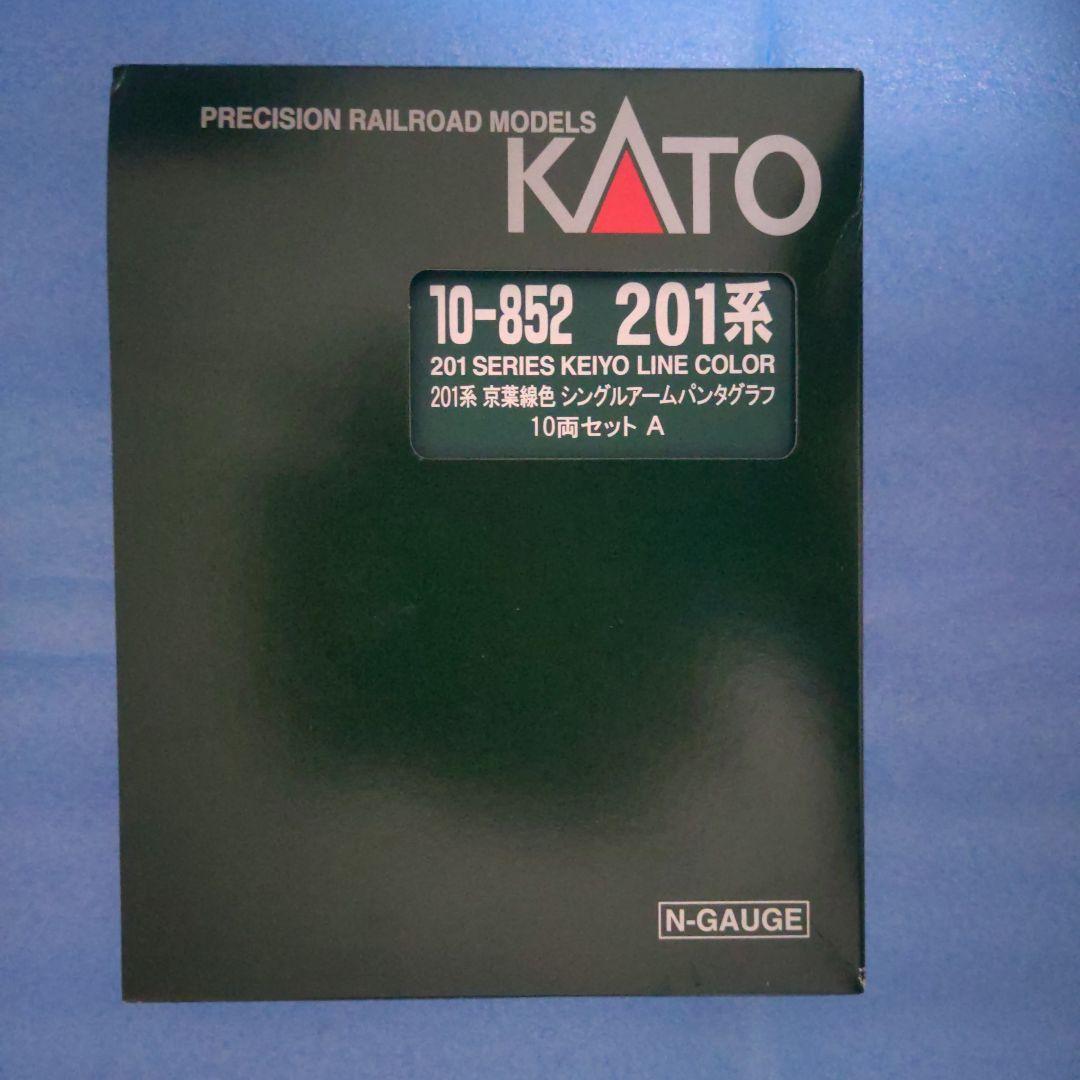 PRECISION RAILROAD MODELS
KATO
10-852 201系
201 SERIES KEIYO LINE COLOR
201系 京葉線色 シングルアームパンタグラフ
10両セット A
N-GAUGE